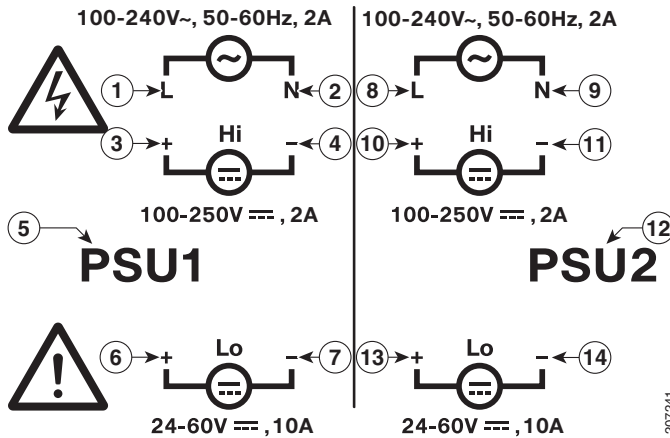 100-240V~, 50-60Hz, 2A
100-240V~, 50-60Hz, 2A
1 L N 2
8 L N 9
3 + Hi − 4
10 + Hi − 11
100-250V ⎓ , 2A
100-250V ⎓ , 2A
5
PSU1
12
PSU2
6 + Lo − 7
13 + Lo − 14
24-60V ⎓ , 10A
24-60V ⎓ , 10A
207241